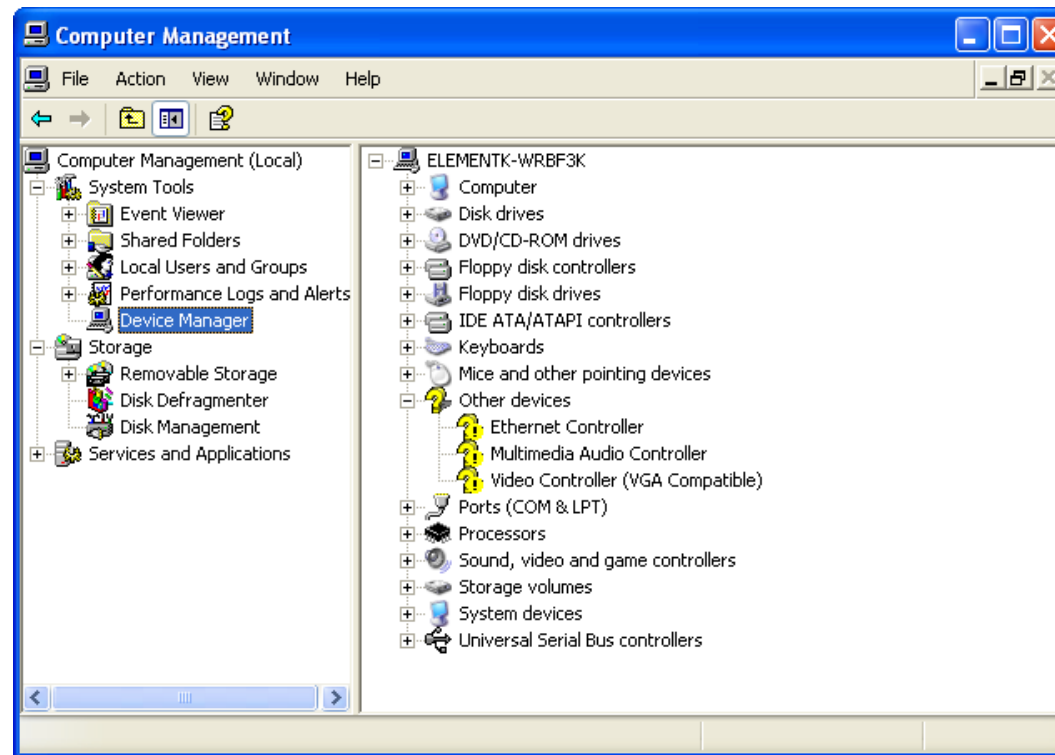 Computer Management
File Action View Window Help
Computer Management (Local)
System Tools
Event Viewer
Shared Folders
Local Users and Groups
Performance Logs and Alerts
Device Manager
Storage
Removable Storage
Disk Defragmenter
Disk Management
Services and Applications
ELEMENTK-WRBF3K
Computer
Disk drives
DVD/CD-ROM drives
Floppy disk controllers
Floppy disk drives
IDE ATA/ATAPI controllers
Keyboards
Mice and other pointing devices
Other devices
Ethernet Controller
Multimedia Audio Controller
Video Controller (VGA Compatible)
Ports (COM & LPT)
Processors
Sound, video and game controllers
Storage volumes
System devices
Universal Serial Bus controllers